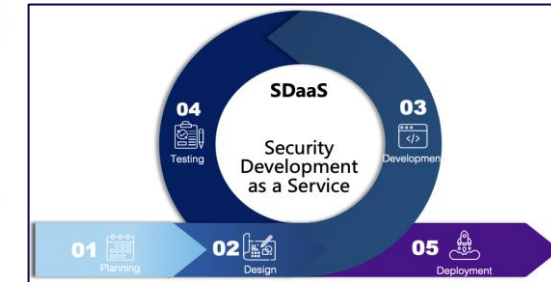 SDaaS
Security
Development
as a Service
01
Planning
02
Design
03
Developmen
04
Testing
05
Deployment